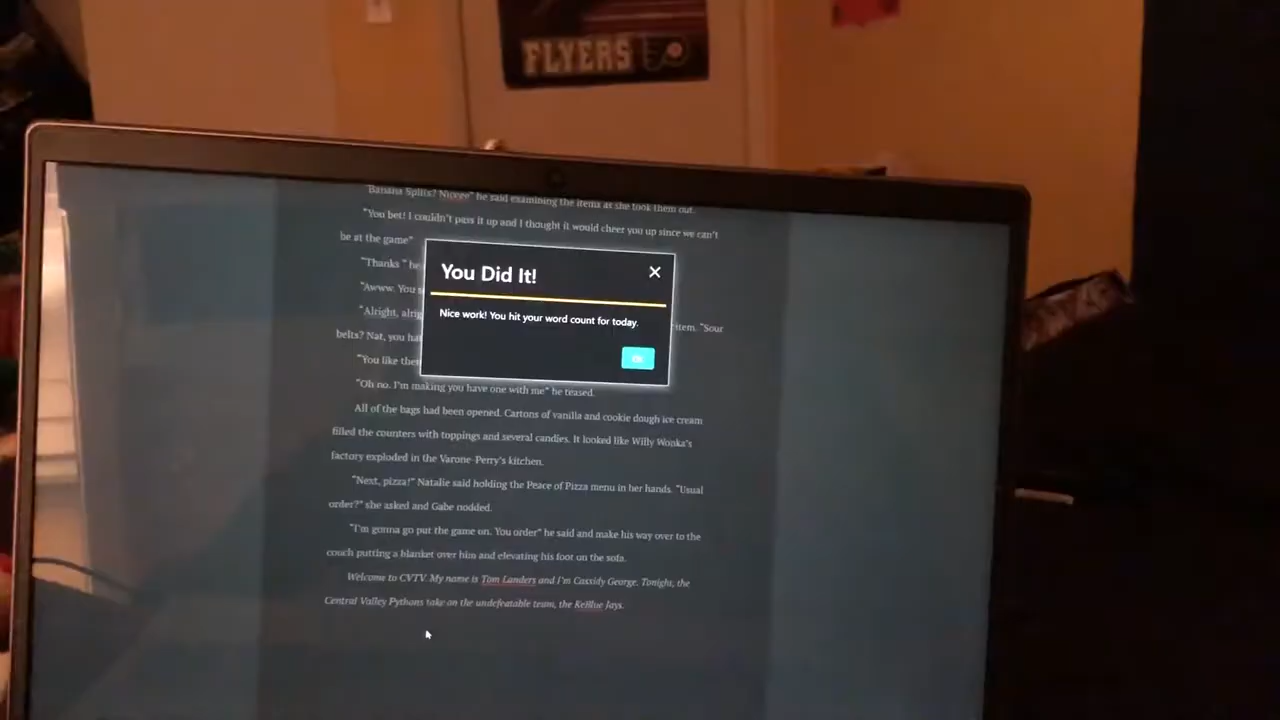 FLYERS
"Banana Splits? Niceee" he said examining the items as she took them out.
"You bet! I couldn't pass it up and I thought it would cheer you up since we can't
be at the game"
"Thanks " he
"Awww. You
"Alright, alrig
item. "Sour
belts? Nat, you ha
"You like ther
You Did It!
Nice work! You hit your word count for today.
"Oh no. I'm making you have one with me" he teased.
All of the bags had been opened. Cartons of vanilla and cookie dough ice cream
filled the counters with toppings and several candies. It looked like Willy Wonka's
factory exploded in the Varone-Perry's kitchen.
"Next, pizza!" Natalie said holding the Peace of Pizza menu in her hands. "Usual
order?" she asked and Gabe nodded.
"I'm gonna go put the game on. You order" he said and make his way over to the
couch putting a blanket over him and elevating his foot on the sofa.
Welcome to CVTV. My name is Tom Landers and I'm Cassidy George. Tonight, the
Central Valley Pythons take on the undefeatable team, the KeBlue Jays.